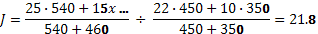 J = (25 · 540 + 15x ...) / (540 + 460) ÷ (22 · 450 + 10 · 350) / (450 + 350) = 21.8